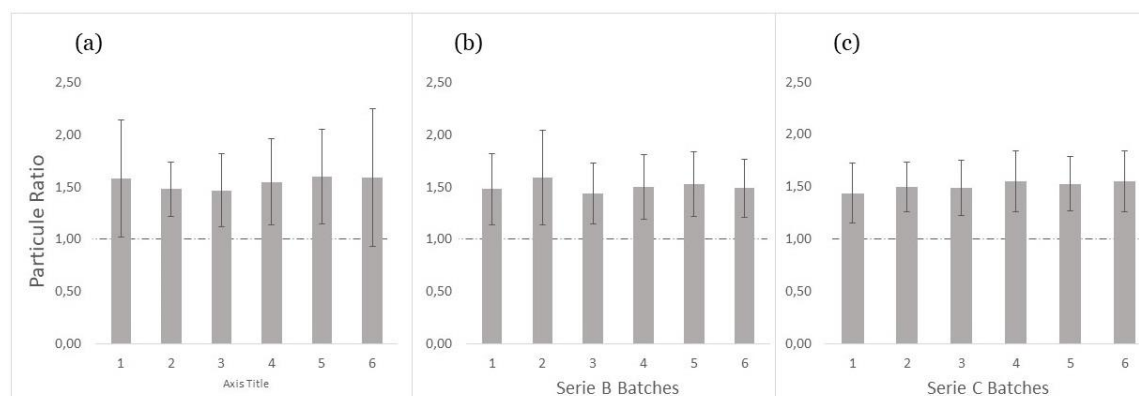 (a)
Particule Ratio
2,50
2,00
1,50
1,00
0,50
0,00
1 2 3 4 5 6
Axis Title
(b)
2,50
2,00
1,50
1,00
0,50
0,00
1 2 3 4 5 6
Serie B Batches
(c)
2,50
2,00
1,50
1,00
0,50
0,00
1 2 3 4 5 6
Serie C Batches